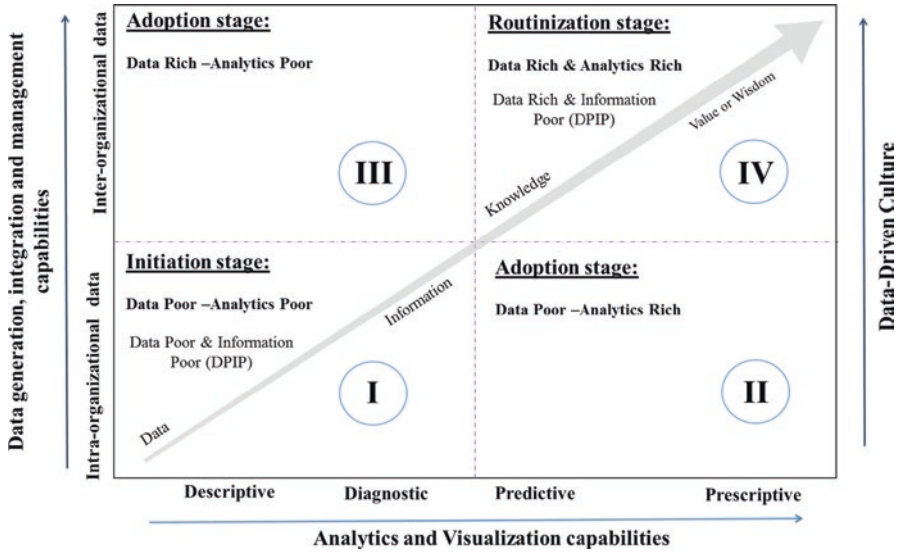 Data generation, integration and management
capabilities
Inter-organizational data
Intra-organizational data
Adoption stage:
Data Rich –Analytics Poor
III
Routinization stage:
Data Rich & Analytics Rich
Data Rich & Information
Poor (DPIP)
Value or Wisdom
Knowledge
IV
Initiation stage:
Data Poor –Analytics Poor
Data Poor & Information
Poor (DPIP)
Information
Data
I
Adoption stage:
Data Poor –Analytics Rich
II
Data-Driven Culture
Descriptive Diagnostic Predictive Prescriptive
Analytics and Visualization capabilities